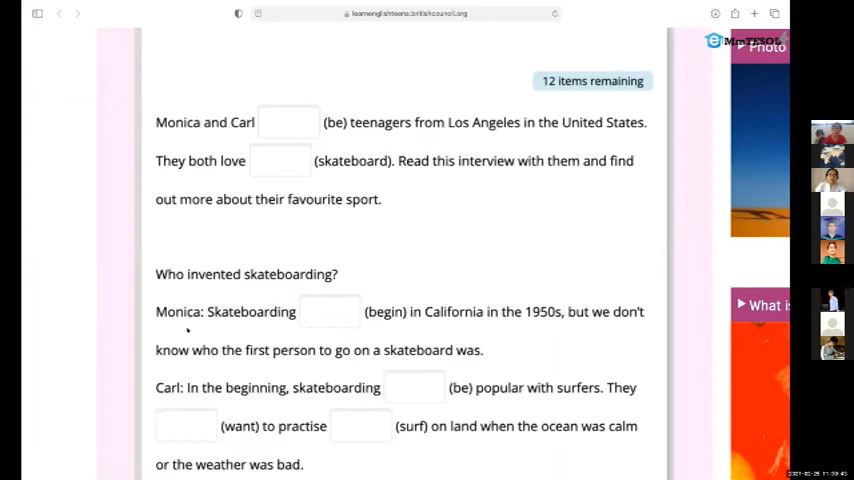 learnenglishteens.britishcouncil.org
eMmTESOL
Photo
12 items remaining
Monica and Carl (be) teenagers from Los Angeles in the United States.
They both love (skateboard). Read this interview with them and find
out more about their favourite sport.
Who invented skateboarding?
What is
Monica: Skateboarding (begin) in California in the 1950s, but we don't
know who the first person to go on a skateboard was.
Carl: In the beginning, skateboarding (be) popular with surfers. They
(want) to practise (surf) on land when the ocean was calm
or the weather was bad.